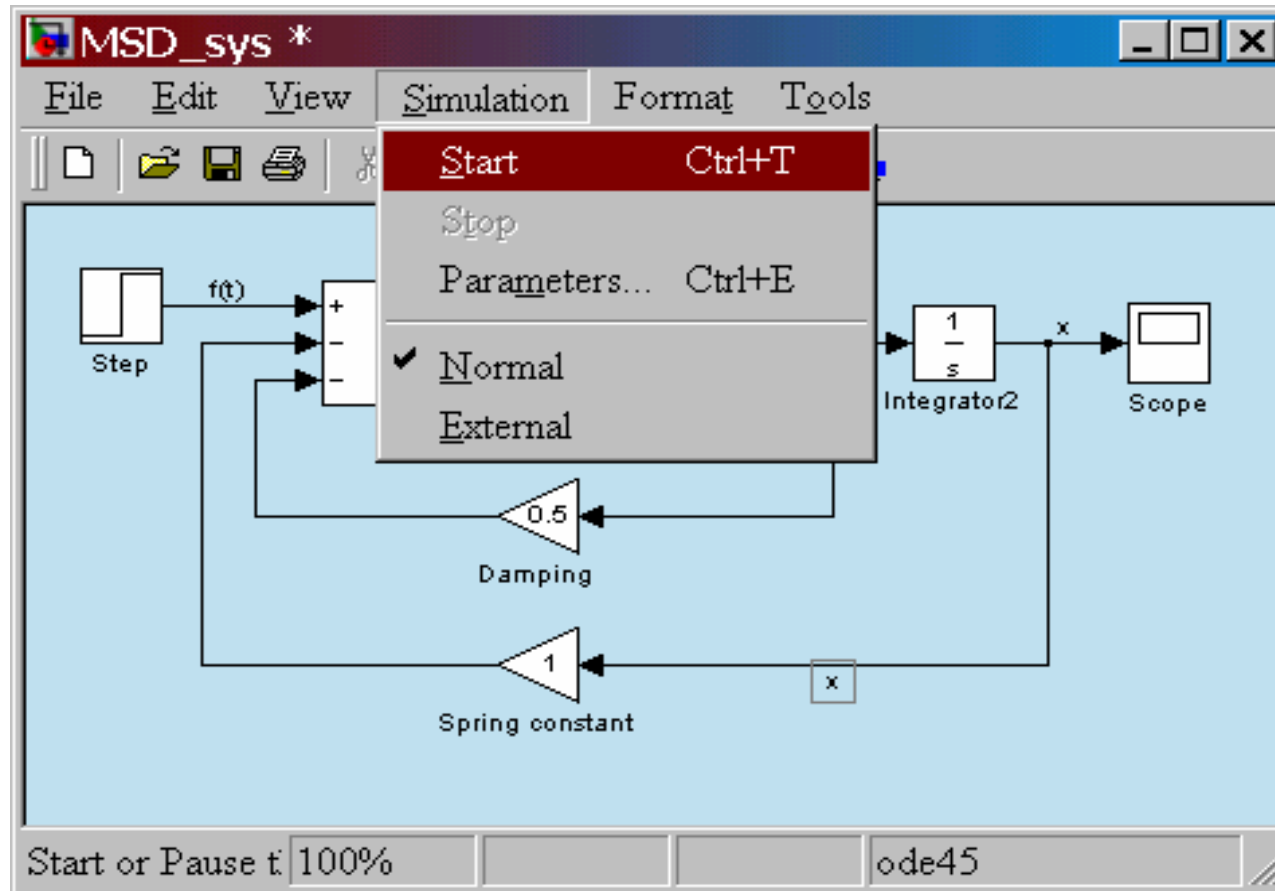 MSD_sys *
File Edit View Simulation Format Tools
Start Ctrl+T
Stop
Parameters... Ctrl+E
Normal
External
f(t)
+
−
−
Step
1
s
Integrator2
x
Scope
0.5
Damping
1
x
Spring constant
Start or Pause t 100% ode45